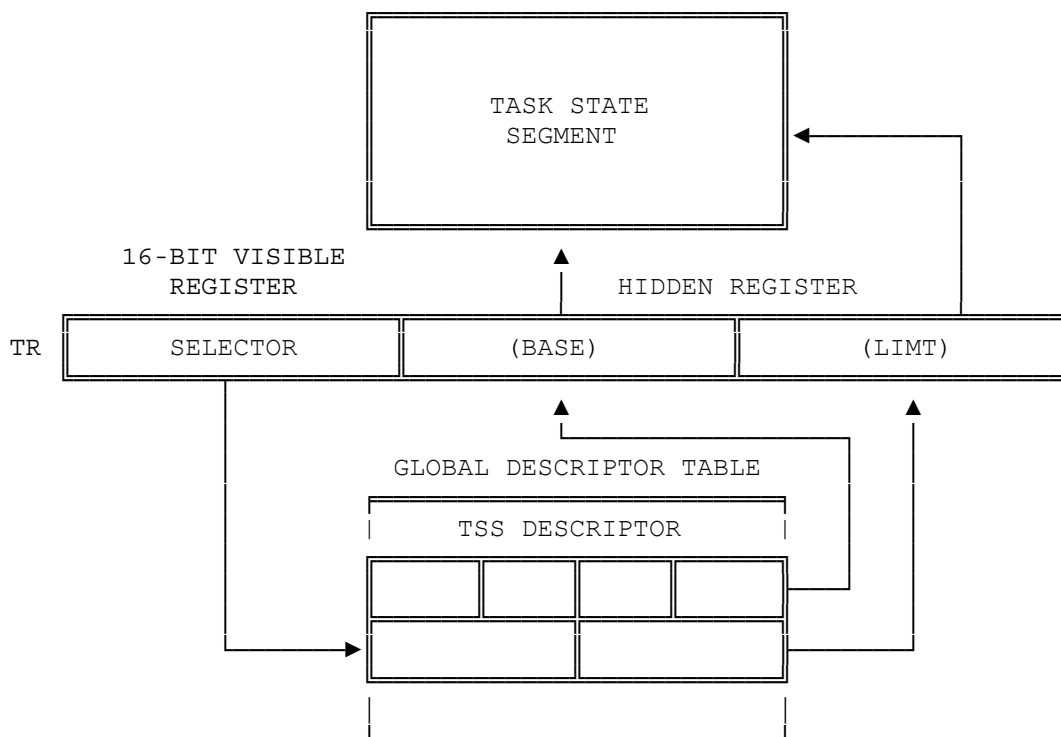 TASK STATE
SEGMENT
16-BIT VISIBLE
REGISTER
HIDDEN REGISTER
TR
SELECTOR
(BASE)
(LIMT)
GLOBAL DESCRIPTOR TABLE
TSS DESCRIPTOR